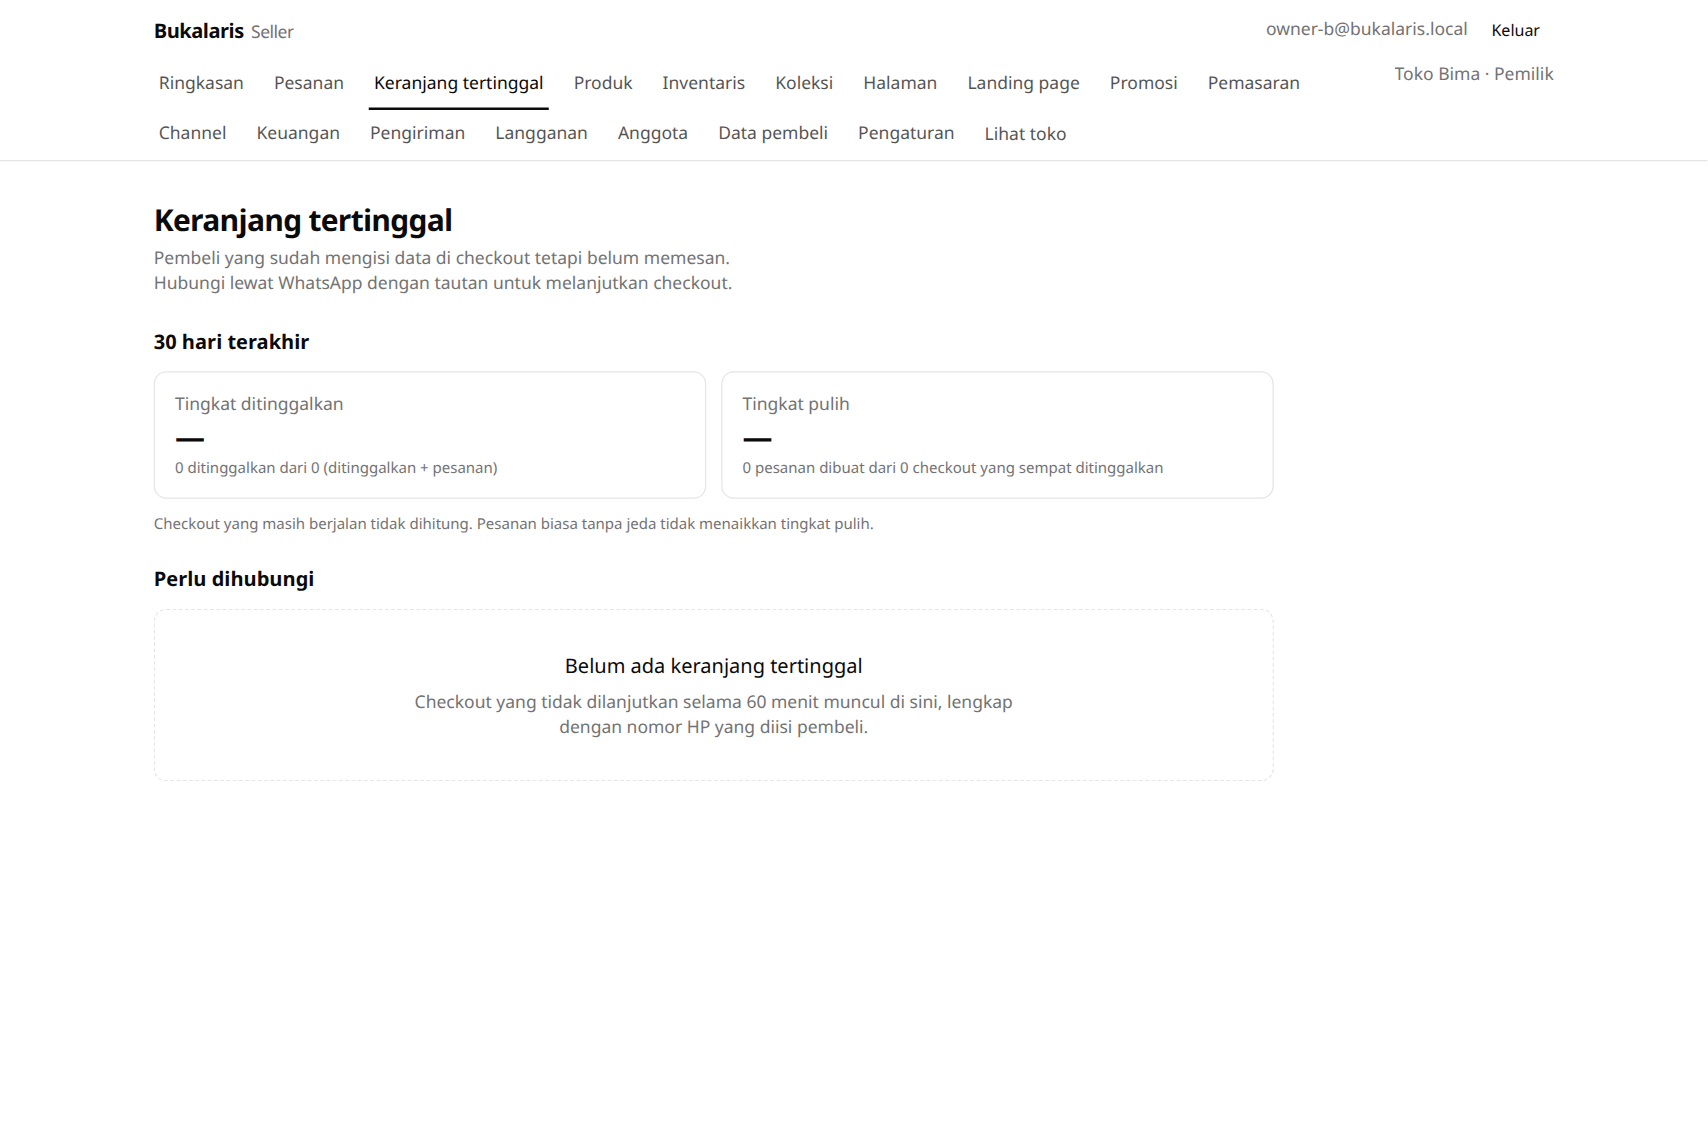 Bukalaris Seller
owner-b@bukalaris.local Keluar
Ringkasan Pesanan Keranjang tertinggal Produk Inventaris Koleksi Halaman Landing page Promosi Pemasaran
Toko Bima · Pemilik
Channel Keuangan Pengiriman Langganan Anggota Data pembeli Pengaturan Lihat toko
Keranjang tertinggal
Pembeli yang sudah mengisi data di checkout tetapi belum memesan.
Hubungi lewat WhatsApp dengan tautan untuk melanjutkan checkout.
30 hari terakhir
Tingkat ditinggalkan
—
0 ditinggalkan dari 0 (ditinggalkan + pesanan)
Tingkat pulih
—
0 pesanan dibuat dari 0 checkout yang sempat ditinggalkan
Checkout yang masih berjalan tidak dihitung. Pesanan biasa tanpa jeda tidak menaikkan tingkat pulih.
Perlu dihubungi
Belum ada keranjang tertinggal
Checkout yang tidak dilanjutkan selama 60 menit muncul di sini, lengkap
dengan nomor HP yang diisi pembeli.